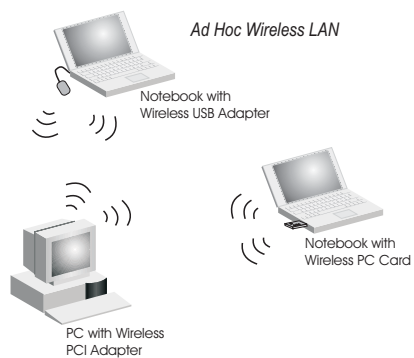 Ad Hoc Wireless LAN
Notebook with
Wireless USB Adapter
Notebook with
Wireless PC Card
PC with Wireless
PCI Adapter